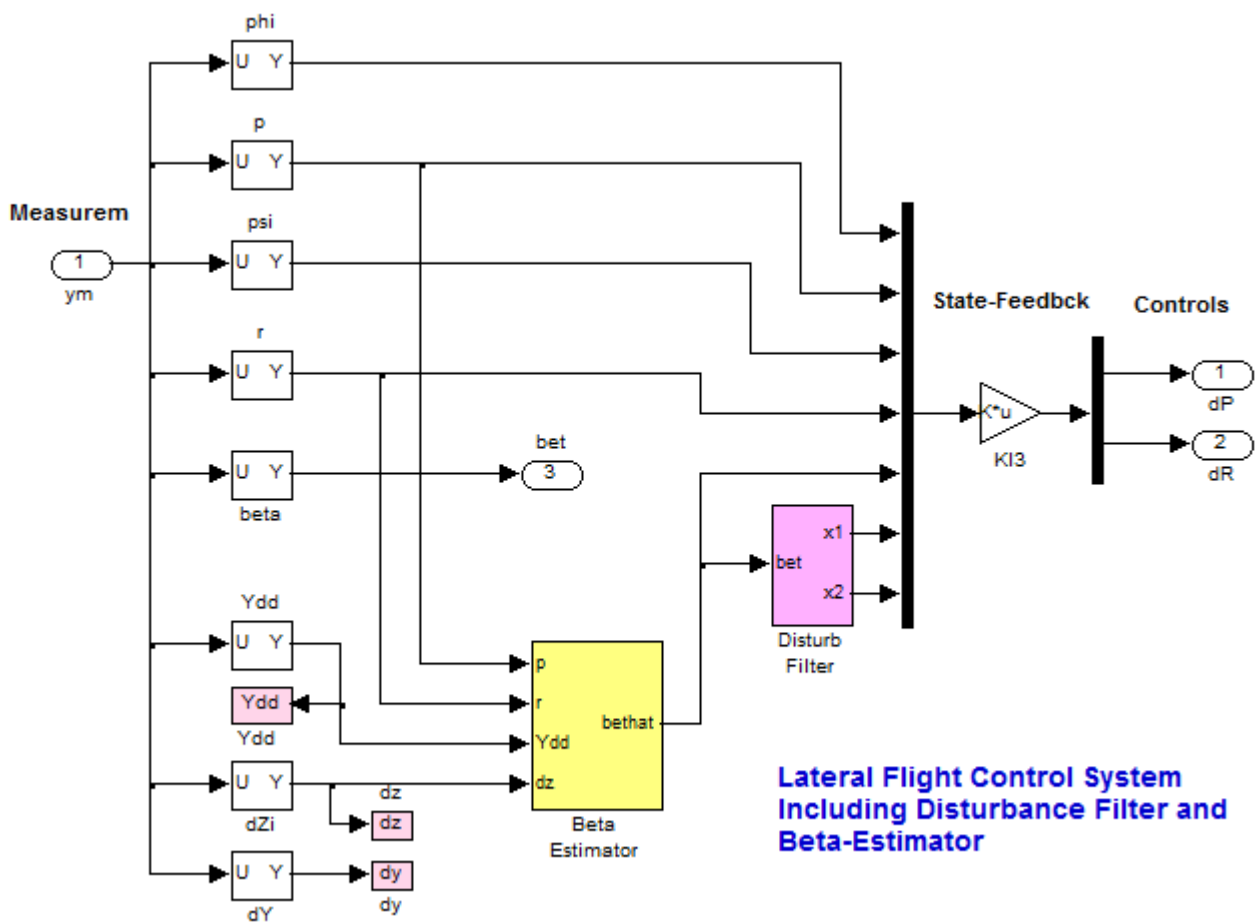 phi
U Y
p
U Y
Measurem
psi
1
U Y
ym
r
U Y
bet
U Y
3
beta
State-Feedbck
Controls
K*u
KI3
1
dP
2
dR
x1
bet
x2
Disturb
Filter
Ydd
U Y
Ydd
Ydd
p
r
bethat
Ydd
dz
Beta
Estimator
U Y
dZi
dz
dz
U Y
dY
dy
dy
Lateral Flight Control System
Including Disturbance Filter and
Beta-Estimator